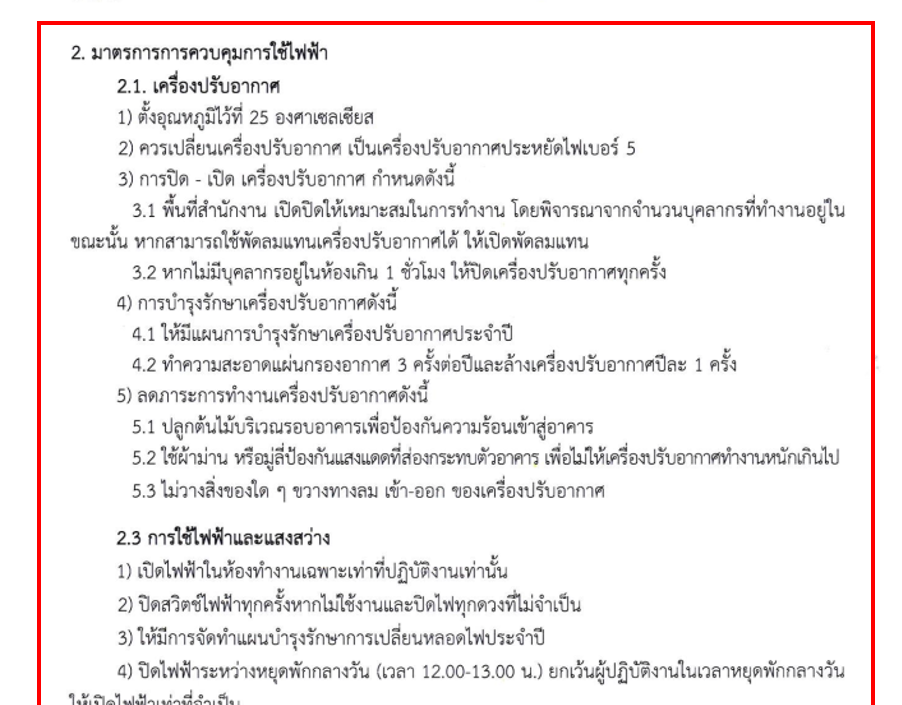 2. มาตรการการควบคุมการใช้ไฟฟ้า
2.1. เครื่องปรับอากาศ
1) ตั้งอุณหภูมิไว้ที่ 25 องศาเซลเซียส
2) ควรเปลี่ยนเครื่องปรับอากาศ เป็นเครื่องปรับอากาศประหยัดไฟเบอร์ 5
3) การปิด - เปิด เครื่องปรับอากาศ กำหนดดังนี้
3.1 พื้นที่สำนักงาน เปิดปิดให้เหมาะสมในการทำงาน โดยพิจารณาจากจำนวนบุคลากรที่ทำงานอยู่ใน
ขณะนั้น หากสามารถใช้พัดลมแทนเครื่องปรับอากาศได้ ให้เปิดพัดลมแทน
3.2 หากไม่มีบุคลากรอยู่ในห้องเกิน 1 ชั่วโมง ให้ปิดเครื่องปรับอากาศทุกครั้ง
4) การบำรุงรักษาเครื่องปรับอากาศดังนี้
4.1 ให้มีแผนการบำรุงรักษาเครื่องปรับอากาศประจำปี
4.2 ทำความสะอาดแผ่นกรองอากาศ 3 ครั้งต่อปีและล้างเครื่องปรับอากาศปีละ 1 ครั้ง
5) ลดภาระการทำงานเครื่องปรับอากาศดังนี้
5.1 ปลูกต้นไม้บริเวณรอบอาคารเพื่อป้องกันความร้อนเข้าสู่อาคาร
5.2 ใช้ผ้าม่าน หรือมู่ลี่ป้องกันแสงแดดที่ส่องกระทบตัวอาคาร เพื่อไม่ให้เครื่องปรับอากาศทำงานหนักเกินไป
5.3 ไม่วางสิ่งของใด ๆ ขวางทางลม เข้า-ออก ของเครื่องปรับอากาศ
2.3 การใช้ไฟฟ้าและแสงสว่าง
1) เปิดไฟฟ้าในห้องทำงานเฉพาะเท่าที่ปฏิบัติงานเท่านั้น
2) ปิดสวิตช์ไฟฟ้าทุกครั้งหากไม่ใช้งานและปิดไฟทุกดวงที่ไม่จำเป็น
3) ให้มีการจัดทำแผนบำรุงรักษาการเปลี่ยนหลอดไฟประจำปี
4) ปิดไฟฟ้าระหว่างหยุดพักกลางวัน (เวลา 12.00-13.00 น.) ยกเว้นผู้ปฏิบัติงานในเวลาหยุดพักกลางวัน
ให้เปิดไฟฟ้าเท่าที่จำเป็น